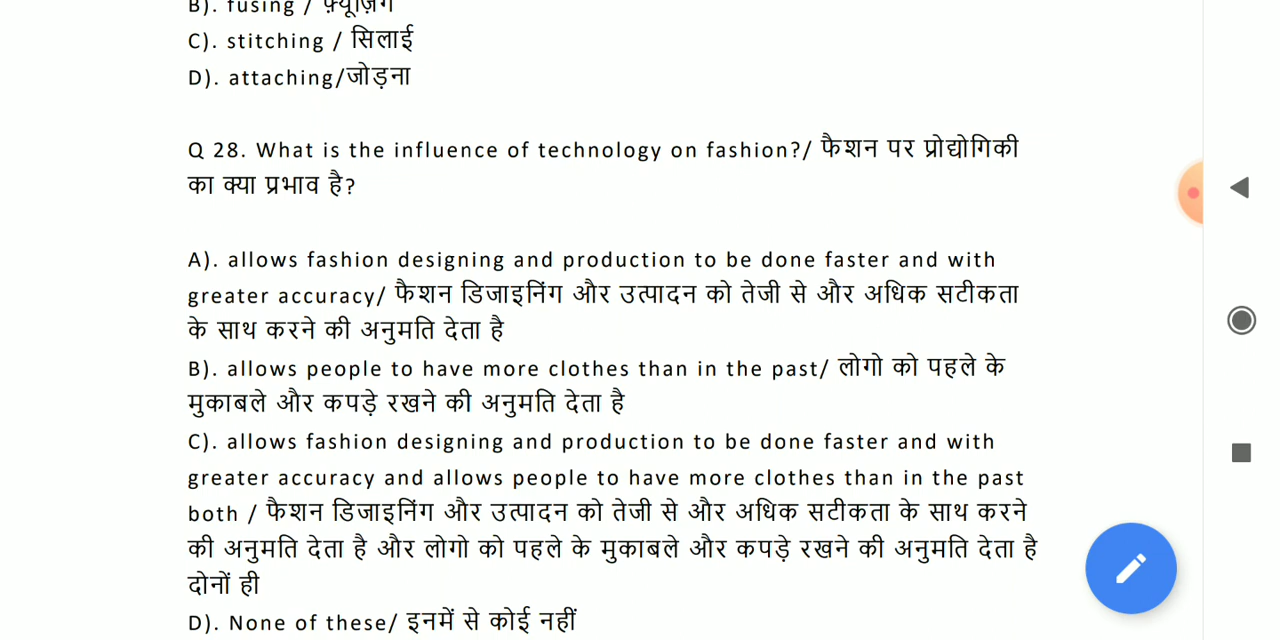 B). fusing / फ़्यूज़िंग
C). stitching / सिलाई
D). attaching/जोड़ना
Q 28. What is the influence of technology on fashion?/ फैशन पर प्रोद्योगिकी
का क्या प्रभाव है?
A). allows fashion designing and production to be done faster and with
greater accuracy/ फैशन डिजाइनिंग और उत्पादन को तेजी से और अधिक सटीकता
के साथ करने की अनुमति देता है
B). allows people to have more clothes than in the past/ लोगो को पहले के
मुकाबले और कपड़े रखने की अनुमति देता है
C). allows fashion designing and production to be done faster and with
greater accuracy and allows people to have more clothes than in the past
both / फैशन डिजाइनिंग और उत्पादन को तेजी से और अधिक सटीकता के साथ करने
की अनुमति देता है और लोगो को पहले के मुकाबले और कपड़े रखने की अनुमति देता है
दोनों ही
D). None of these/ इनमें से कोई नहीं